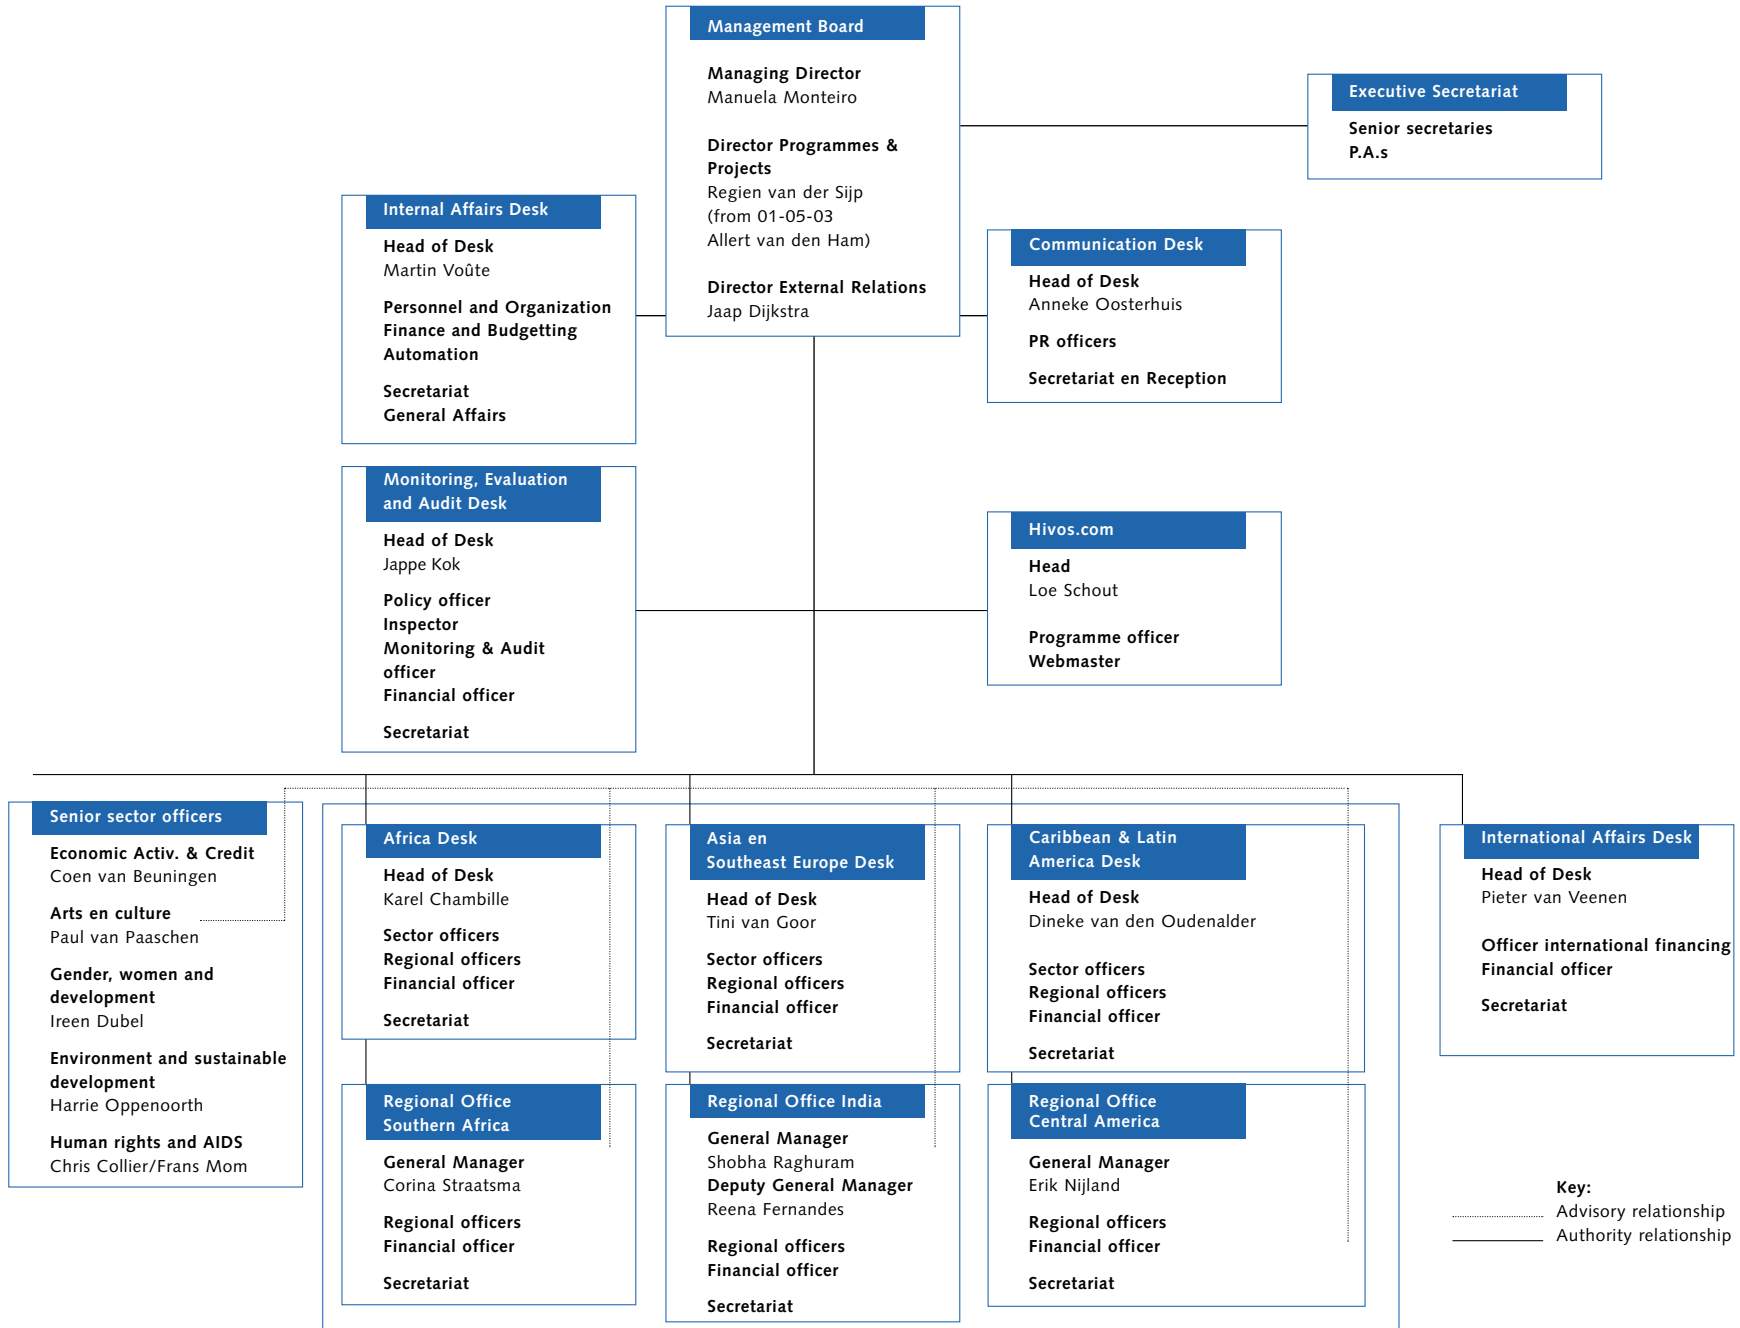 Management Board
Managing Director
Manuela Monteiro
Director Programmes &
Projects
Regien van der Sijp
(from 01-05-03
Allert van den Ham)
Director External Relations
Jaap Dijkstra
Executive Secretariat
Senior secretaries
P.A.s
Internal Affairs Desk
Head of Desk
Martin Voûte
Personnel and Organization
Finance and Budgetting
Automation
Secretariat
General Affairs
Communication Desk
Head of Desk
Anneke Oosterhuis
PR officers
Secretariat en Reception
Monitoring, Evaluation
and Audit Desk
Head of Desk
Jappe Kok
Policy officer
Inspector
Monitoring & Audit
officer
Financial officer
Secretariat
Hivos.com
Head
Loe Schout
Programme officer
Webmaster
Senior sector officers
Economic Activ. & Credit
Coen van Beuningen
Arts en culture
Paul van Paaschen
Gender, women and
development
Ireen Dubel
Environment and sustainable
development
Harrie Oppenoorth
Human rights and AIDS
Chris Collier/Frans Mom
Africa Desk
Head of Desk
Karel Chambille
Sector officers
Regional officers
Financial officer
Secretariat
Asia en
Southeast Europe Desk
Head of Desk
Tini van Goor
Sector officers
Regional officers
Financial officer
Secretariat
Caribbean & Latin
America Desk
Head of Desk
Dineke van den Oudenalder
Sector officers
Regional officers
Financial officer
Secretariat
International Affairs Desk
Head of Desk
Pieter van Veenen
Officer international financing
Financial officer
Secretariat
Regional Office
Southern Africa
General Manager
Corina Straatsma
Regional officers
Financial officer
Secretariat
Regional Office India
General Manager
Shobha Raghuram
Deputy General Manager
Reena Fernandes
Regional officers
Financial officer
Secretariat
Regional Office
Central America
General Manager
Erik Nijland
Regional officers
Financial officer
Secretariat
Key:
Advisory relationship
Authority relationship